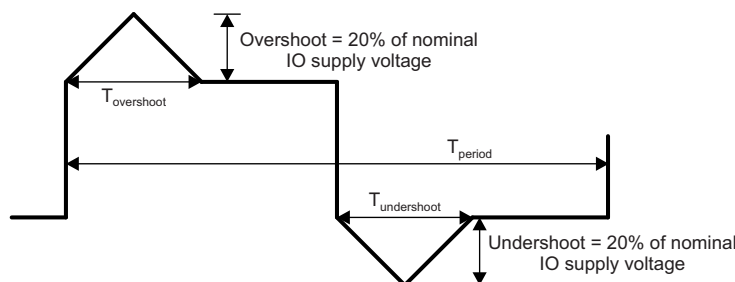 Overshoot = 20% of nominal
IO supply voltage
Tovershoot
Tperiod
Tundershoot
Undershoot = 20% of nominal
IO supply voltage